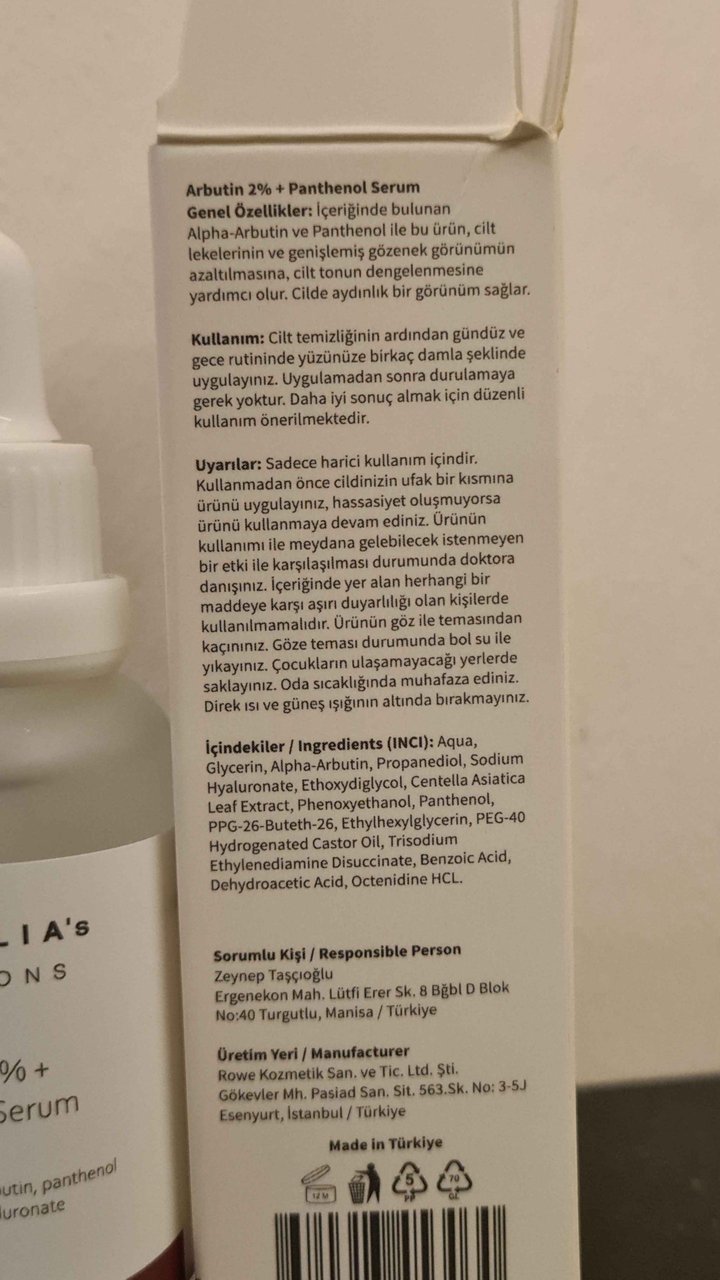 Arbutin 2% + Panthenol Serum
Genel Özellikler: İçeriğinde bulunan
Alpha-Arbutin ve Panthenol ile bu ürün, cilt
lekelerinin ve genişlemiş gözenek görünümün
azaltılmasına, cilt tonun dengelenmesine
yardımcı olur. Cilde aydınlık bir görünüm sağlar.
Kullanım: Cilt temizliğinin ardından gündüz ve
gece rutininde yüzünüze birkaç damla şeklinde
uygulayınız. Uygulamadan sonra durulamaya
gerek yoktur. Daha iyi sonuç almak için düzenli
kullanım önerilmektedir.
Uyarılar: Sadece harici kullanım içindir.
Kullanmadan önce cildinizin ufak bir kısmına
ürünü uygulayınız, hassasiyet oluşmuyorsa
ürünü kullanmaya devam ediniz. Ürünün
kullanımı ile meydana gelebilecek istenmeyen
bir etki ile karşılaşılması durumunda doktora
danışınız. İçeriğinde yer alan herhangi bir
maddeye karşı aşırı duyarlılığı olan kişilerde
kullanılmamalıdır. Ürünün göz ile temasından
kaçınınız. Göze teması durumunda bol su ile
yıkayınız. Çocukların ulaşamayacağı yerlerde
saklayınız. Oda sıcaklığında muhafaza ediniz.
Direk ısı ve güneş ışığının altında bırakmayınız.
İçindekiler / Ingredients (INCI): Aqua,
Glycerin, Alpha-Arbutin, Propanediol, Sodium
Hyaluronate, Ethoxydiglycol, Centella Asiatica
Leaf Extract, Phenoxyethanol, Panthenol,
PPG-26-Buteth-26, Ethylhexylglycerin, PEG-40
Hydrogenated Castor Oil, Trisodium
Ethylenediamine Disuccinate, Benzoic Acid,
Dehydroacetic Acid, Octenidine HCL.
Sorumlu Kişi / Responsible Person
Zeynep Taşçıoğlu
Ergenekon Mah. Lütfi Erer Sk. 8 Bğbl D Blok
No:40 Turgutlu, Manisa / Türkiye
Üretim Yeri / Manufacturer
Rowe Kozmetik San. ve Tic. Ltd. Şti.
Gökevler Mh. Pasiad San. Sit. 563.Sk. No: 3-5J
Esenyurt, İstanbul / Türkiye
Made in Türkiye
12 M
5
PP
70
GL
LIA's
ONS
% +
Serum
utin, panthenol
luronate